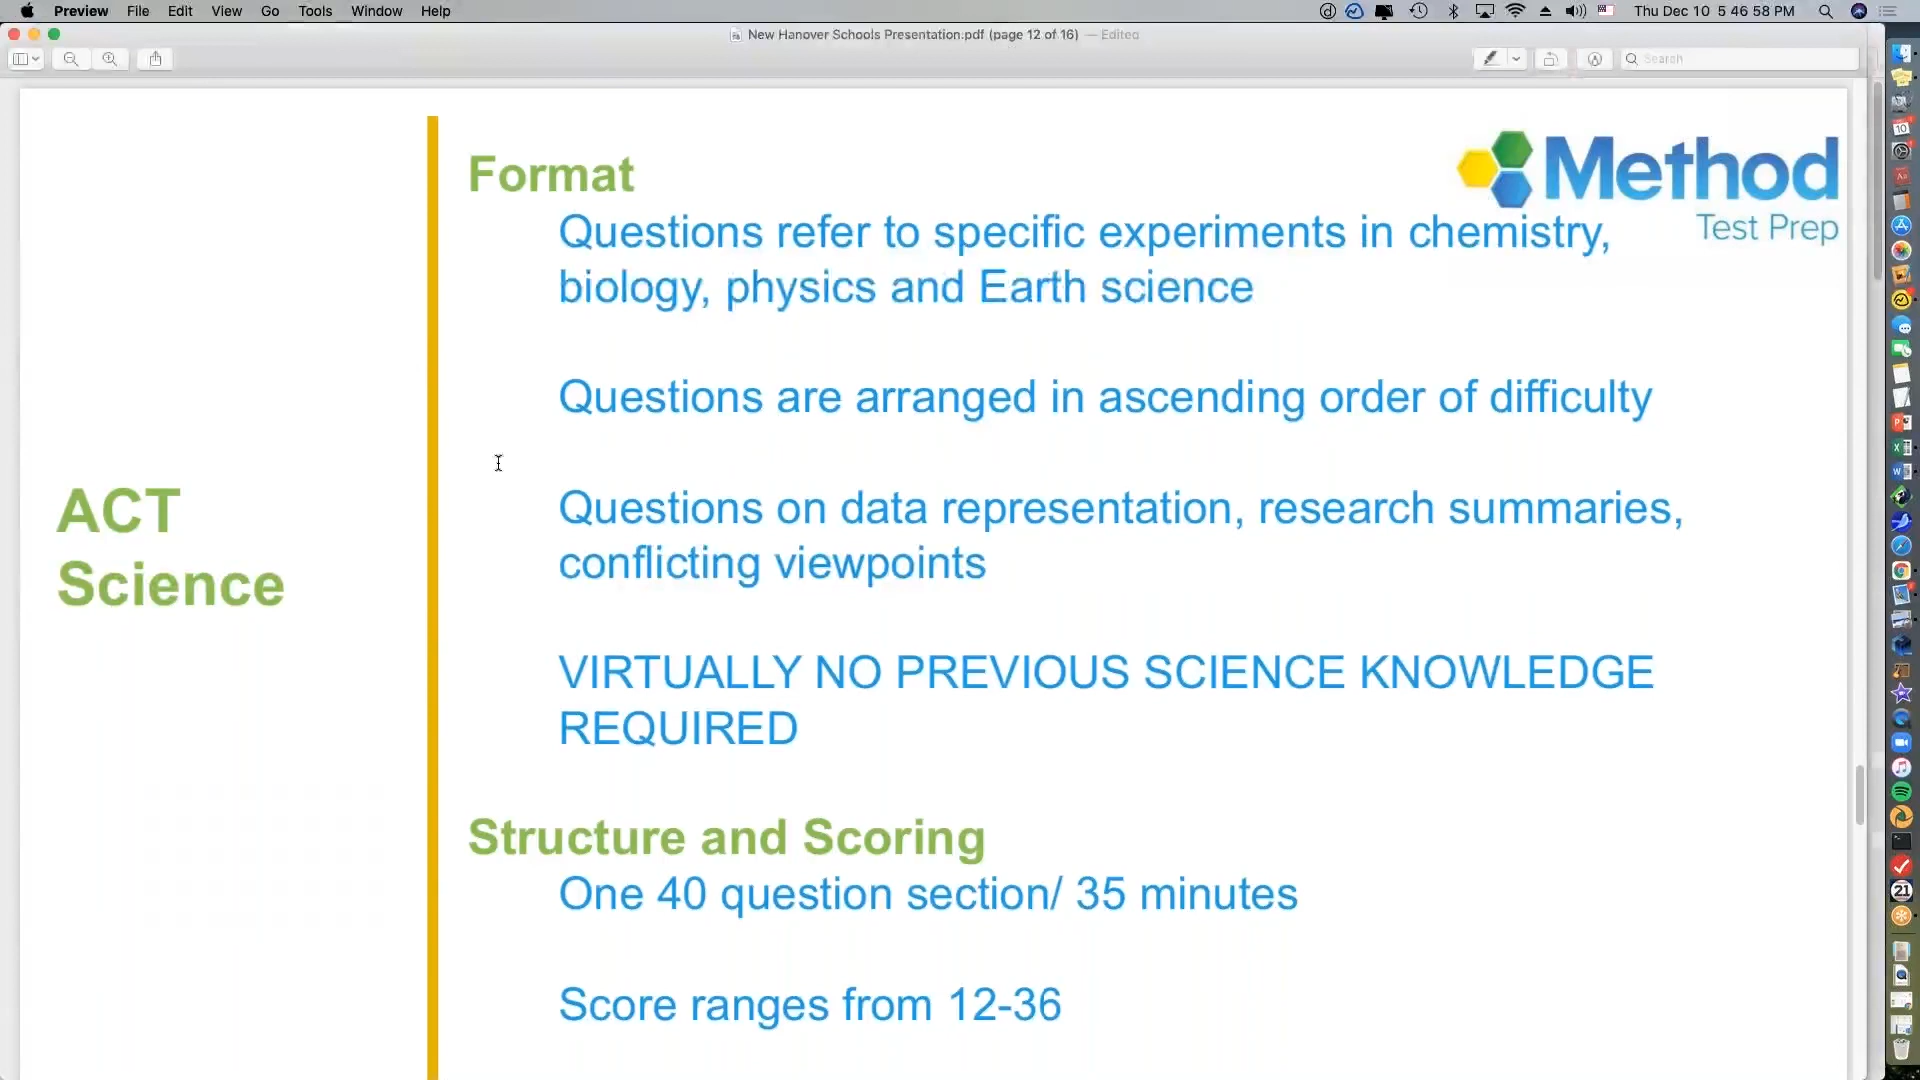 Preview File Edit View Go Tools Window Help
Thu Dec 10 5 46 58 PM
New Hanover Schools Presentation.pdf (page 12 of 16) — Edited
Search
Method
Test Prep
Format
Questions refer to specific experiments in chemistry,
biology, physics and Earth science
Questions are arranged in ascending order of difficulty
Questions on data representation, research summaries,
conflicting viewpoints
VIRTUALLY NO PREVIOUS SCIENCE KNOWLEDGE
REQUIRED
ACT
Science
Structure and Scoring
One 40 question section/ 35 minutes
Score ranges from 12-36
10
21